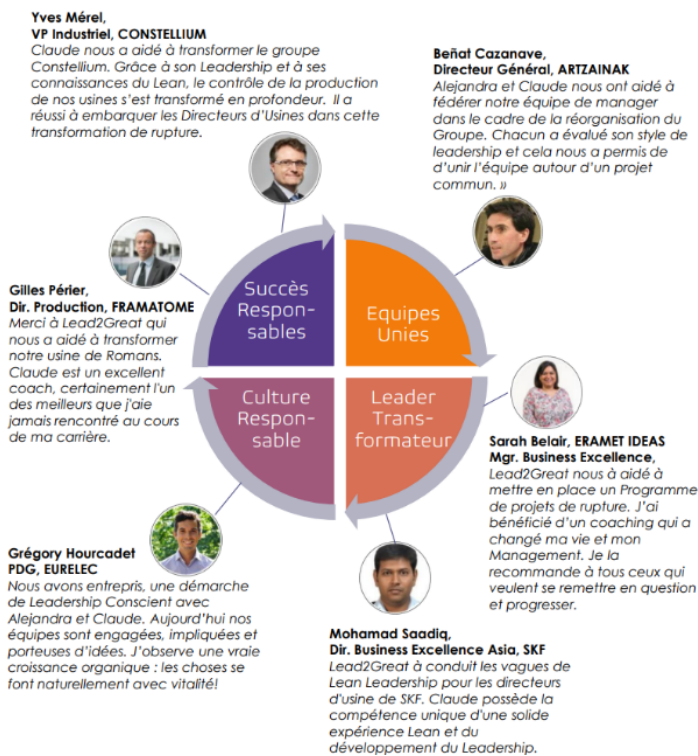 Yves Mérel,
VP Industriel, CONSTELLIUM
Claude nous a aidé à transformer le groupe
Constellium. Grâce à son Leadership et à ses
connaissances du Lean, le contrôle de la production
de nos usines s'est transformé en profondeur. Il a
réussi à embarquer les Directeurs d'Usines dans cette
transformation de rupture.
Beñat Cazanave,
Directeur Général, ARTZAINAK
Alejandra et Claude nous ont aidé à
fédérer notre équipe de manager
dans le cadre de la réorganisation du
Groupe. Chacun a évalué son style de
leadership et cela nous a permis de
d'unir l'équipe autour d'un projet
commun. »
Gilles Périer,
Dir. Production, FRAMATOME
Merci à Lead2Great qui
nous a aidé à transformer
notre usine de Romans.
Claude est un excellent
coach, certainement l'un
des meilleurs que j'aie
jamais rencontré au cours
de ma carrière.
Succès
Respon-
sables
Equipes
Unies
Culture
Respon-
sable
Leader
Trans-
formateur
Sarah Belair, ERAMET IDEAS
Mgr. Business Excellence,
Lead2Great nous à aidé à
mettre en place un Programme
de projets de rupture. J'ai
bénéficié d'un coaching qui a
changé ma vie et mon
Management. Je la
recommande à tous ceux qui
veulent se remettre en question
et progresser.
Grégory Hourcadet
PDG, EURELEC
Nous avons entrepris, une démarche
de Leadership Conscient avec
Alejandra et Claude. Aujourd'hui nos
équipes sont engagées, impliquées et
porteuses d'idées. J'observe une vraie
croissance organique : les choses se
font naturellement avec vitalité!
Mohamad Saadiq,
Dir. Business Excellence Asia, SKF
Lead2Great à conduit les vagues de
Lean Leadership pour les directeurs
d'usine de SKF. Claude possède la
compétence unique d'une solide
expérience Lean et du
développement du Leadership.